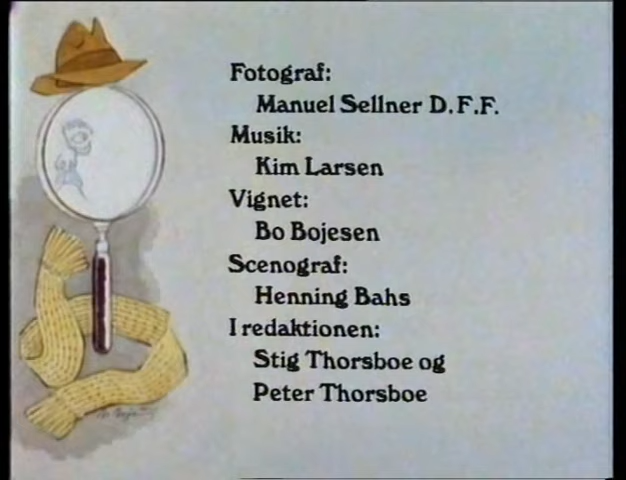 Fotograf:
Manuel Sellner D.F.F.
Musik:
Kim Larsen
Vignet:
Bo Bojesen
Scenograf:
Henning Bahs
I redaktionen:
Stig Thorsboe og
Peter Thorsboe